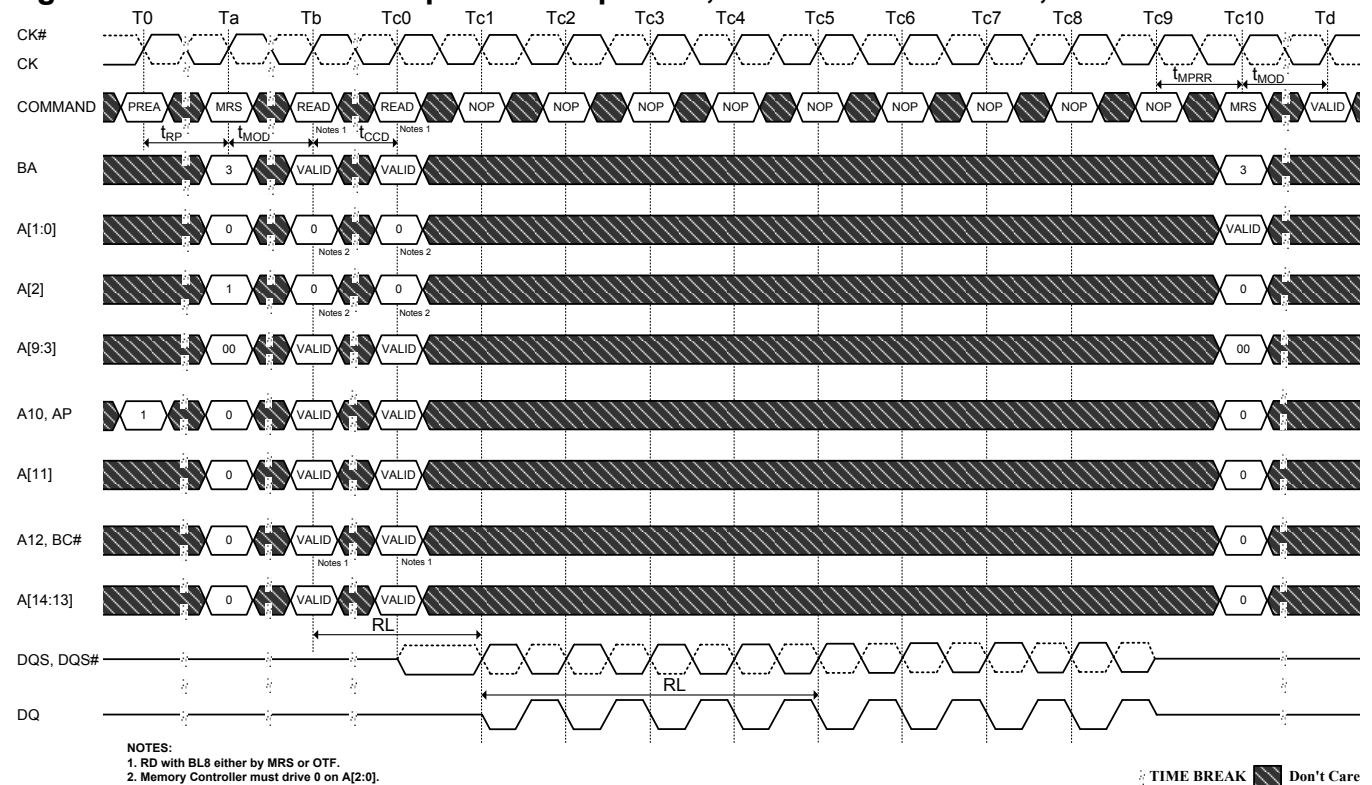 T0 Ta Tb Tc0 Tc1 Tc2 Tc3 Tc4 Tc5 Tc6 Tc7 Tc8 Tc9 Tc10 Td
CK#
CK
tMPRR tMOD
COMMAND PREA MRS READ READ NOP NOP NOP NOP NOP NOP NOP NOP NOP MRS VALID
Notes 1 Notes 1
tRP tMOD tCCD
BA 3 VALID VALID 3
A[1:0] 0 0 0 VALID
Notes 2 Notes 2
A[2] 1 0 0 0
Notes 2 Notes 2
A[9:3] 00 VALID VALID 00
A10, AP 1 0 VALID VALID 0
A[11] 0 VALID VALID 0
A12, BC# 0 VALID VALID 0
Notes 1 Notes 1
A[14:13] 0 VALID VALID 0
RL
DQS, DQS#
RL
DQ
NOTES:
1. RD with BL8 either by MRS or OTF.
2. Memory Controller must drive 0 on A[2:0].
TIME BREAK Don't Care